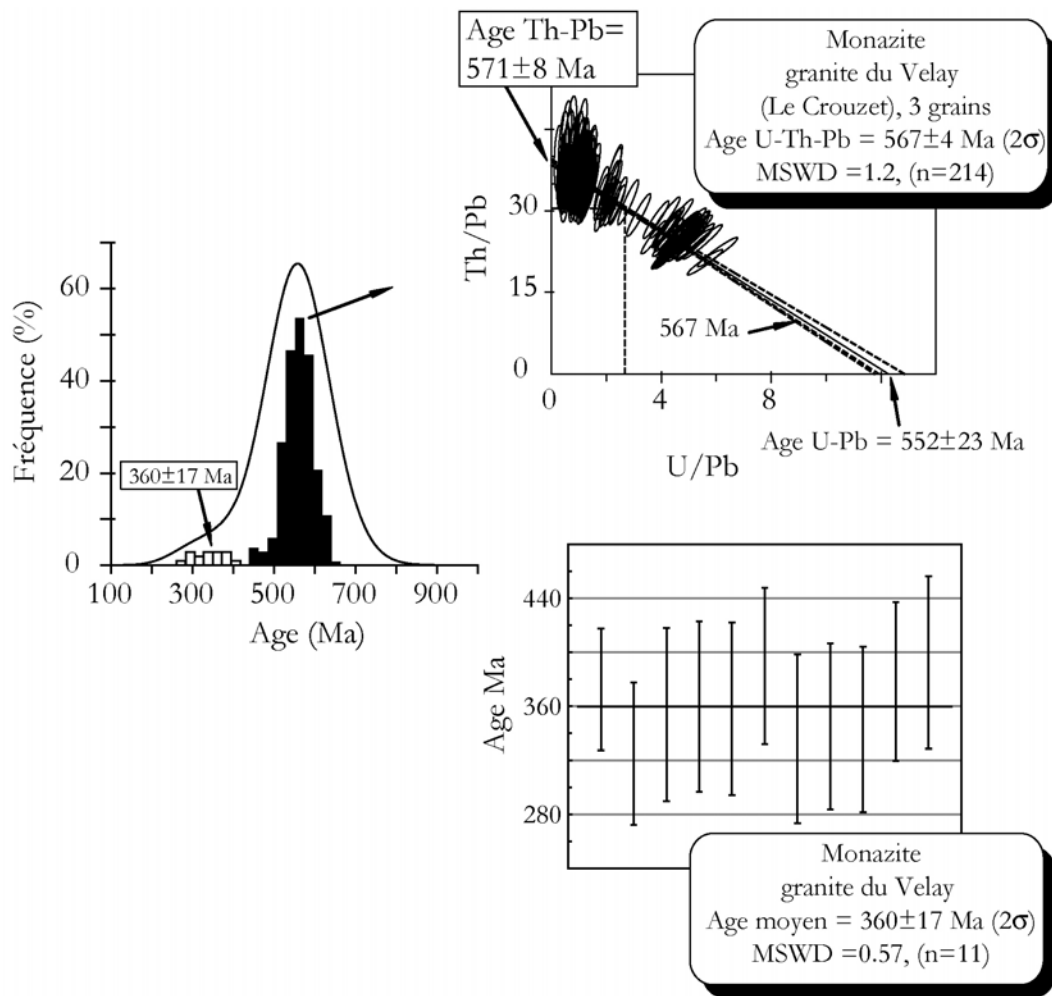 Age Th-Pb=
571±8 Ma
Monazite
granite du Velay
(Le Crouzet), 3 grains
Age U-Th-Pb = 567±4 Ma (2σ)
MSWD =1.2, (n=214)
Th/Pb
30
15
0
567 Ma
0
4
8
Age U-Pb = 552±23 Ma
U/Pb
Fréquence (%)
60
40
20
0
360±17 Ma
100
300
500
700
900
Age (Ma)
Age Ma
440
360
280
Monazite
granite du Velay
Age moyen = 360±17 Ma (2σ)
MSWD =0.57, (n=11)